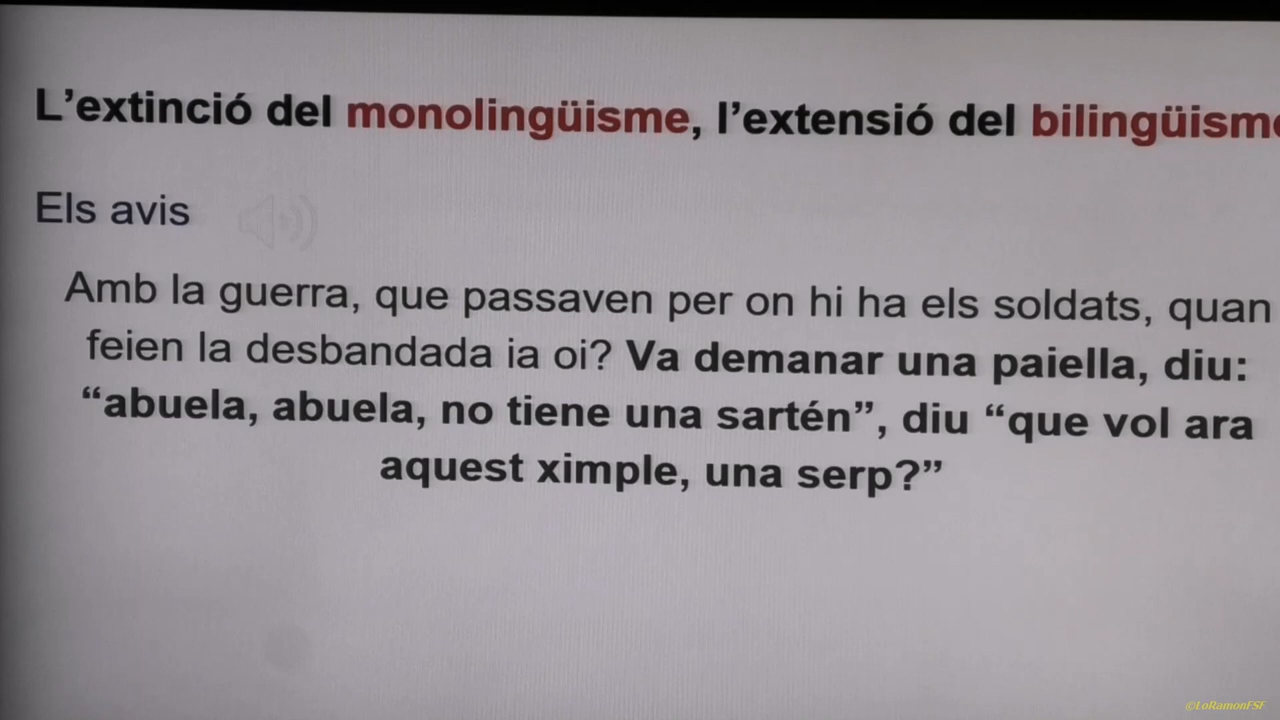 L’extinció del monolingüisme, l’extensió del bilingüisme
Els avis
Amb la guerra, que passaven per on hi ha els soldats, quan
feien la desbandada ia oi? Va demanar una paiella, diu:
“abuela, abuela, no tiene una sartén”, diu “que vol ara
aquest ximple, una serp?”
©LoRamonFSF